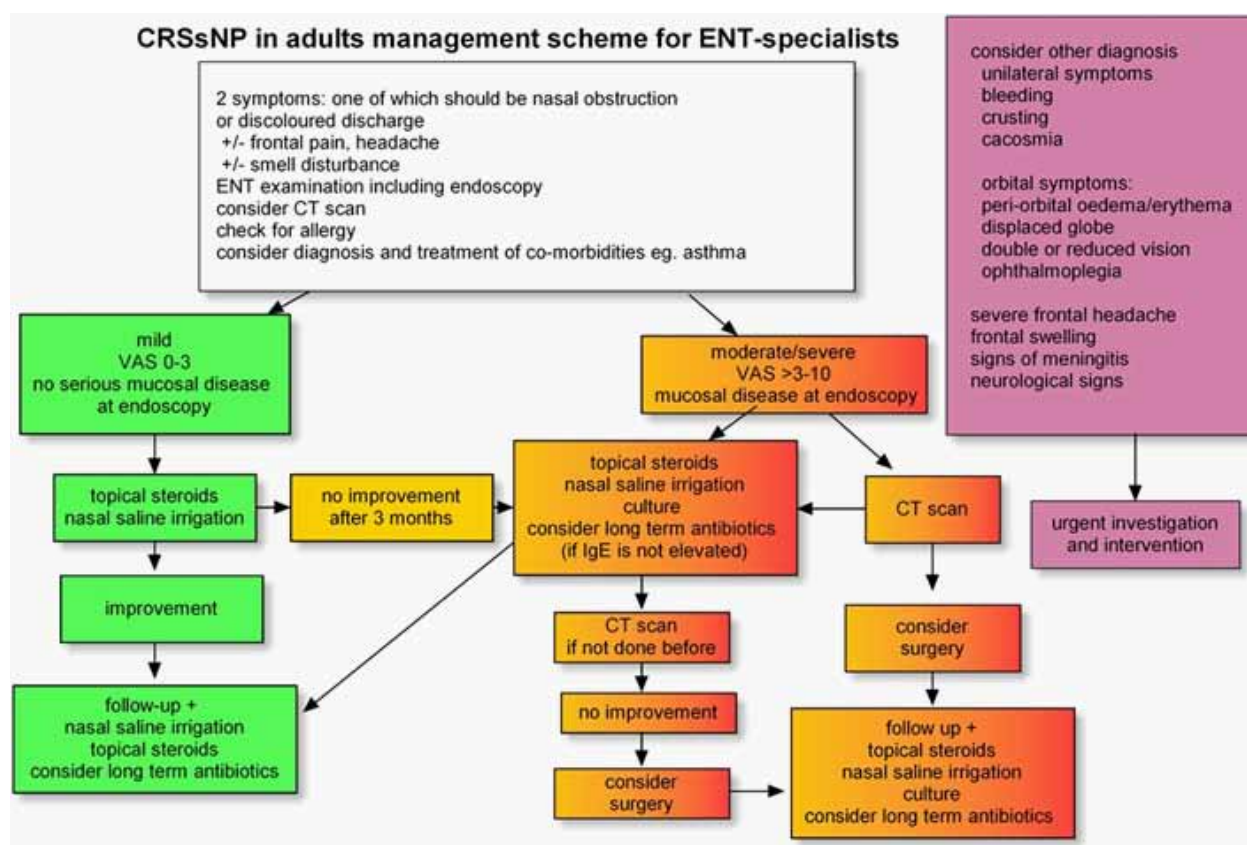 CRSsNP in adults management scheme for ENT-specialists
2 symptoms: one of which should be nasal obstruction
or discoloured discharge
+/- frontal pain, headache
+/- smell disturbance
ENT examination including endoscopy
consider CT scan
check for allergy
consider diagnosis and treatment of co-morbidities eg. asthma
consider other diagnosis
unilateral symptoms
bleeding
crusting
cacosmia
orbital symptoms:
peri-orbital oedema/erythema
displaced globe
double or reduced vision
ophthalmoplegia
severe frontal headache
frontal swelling
signs of meningitis
neurological signs
mild
VAS 0-3
no serious mucosal disease
at endoscopy
moderate/severe
VAS >3-10
mucosal disease at endoscopy
topical steroids
nasal saline irrigation
no improvement
after 3 months
topical steroids
nasal saline irrigation
culture
consider long term antibiotics
(if IgE is not elevated)
CT scan
urgent investigation
and intervention
improvement
CT scan
if not done before
consider
surgery
follow-up +
nasal saline irrigation
topical steroids
consider long term antibiotics
no improvement
consider
surgery
follow up +
topical steroids
nasal saline irrigation
culture
consider long term antibiotics